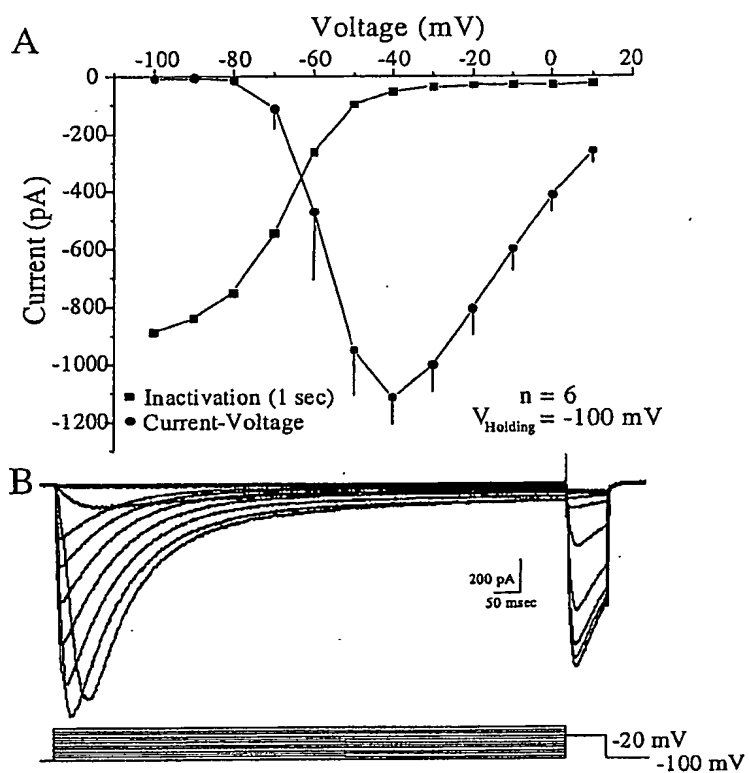 A
Voltage (mV)
-100 -80 -60 -40 -20 0 20
0
-200
-400
-600
-800
-1000
-1200
Current (pA)
■ Inactivation (1 sec)
● Current-Voltage
n = 6
VHolding = -100 mV
B
200 pA
50 msec
-20 mV
-100 mV